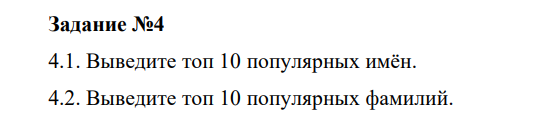 Задание №4
4.1. Выведите топ 10 популярных имён.
4.2. Выведите топ 10 популярных фамилий.